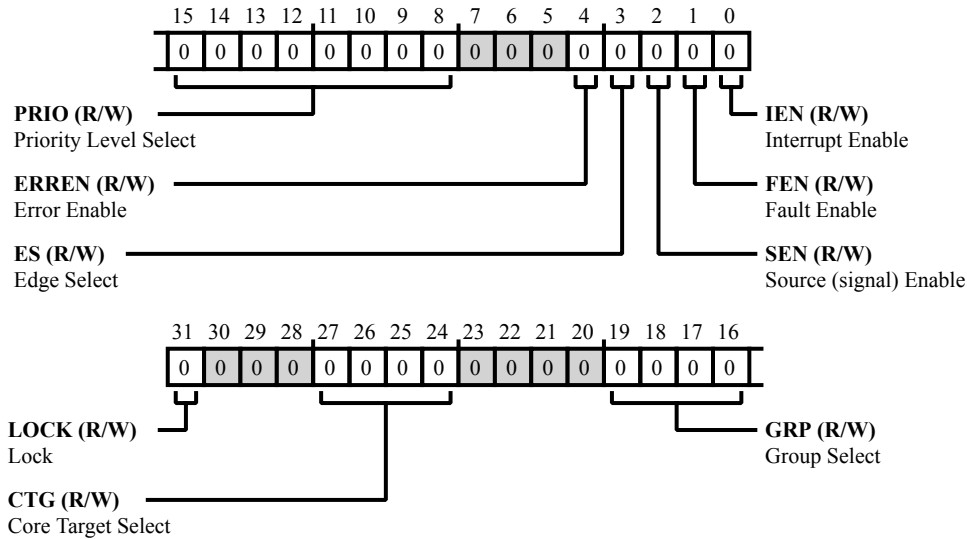 15 14 13 12 11 10 9 8 7 6 5 4 3 2 1 0
0 0 0 0 0 0 0 0 0 0 0 0 0 0 0 0
PRIO (R/W)
Priority Level Select
IEN (R/W)
Interrupt Enable
ERREN (R/W)
Error Enable
FEN (R/W)
Fault Enable
ES (R/W)
Edge Select
SEN (R/W)
Source (signal) Enable
31 30 29 28 27 26 25 24 23 22 21 20 19 18 17 16
0 0 0 0 0 0 0 0 0 0 0 0 0 0 0 0
LOCK (R/W)
Lock
GRP (R/W)
Group Select
CTG (R/W)
Core Target Select